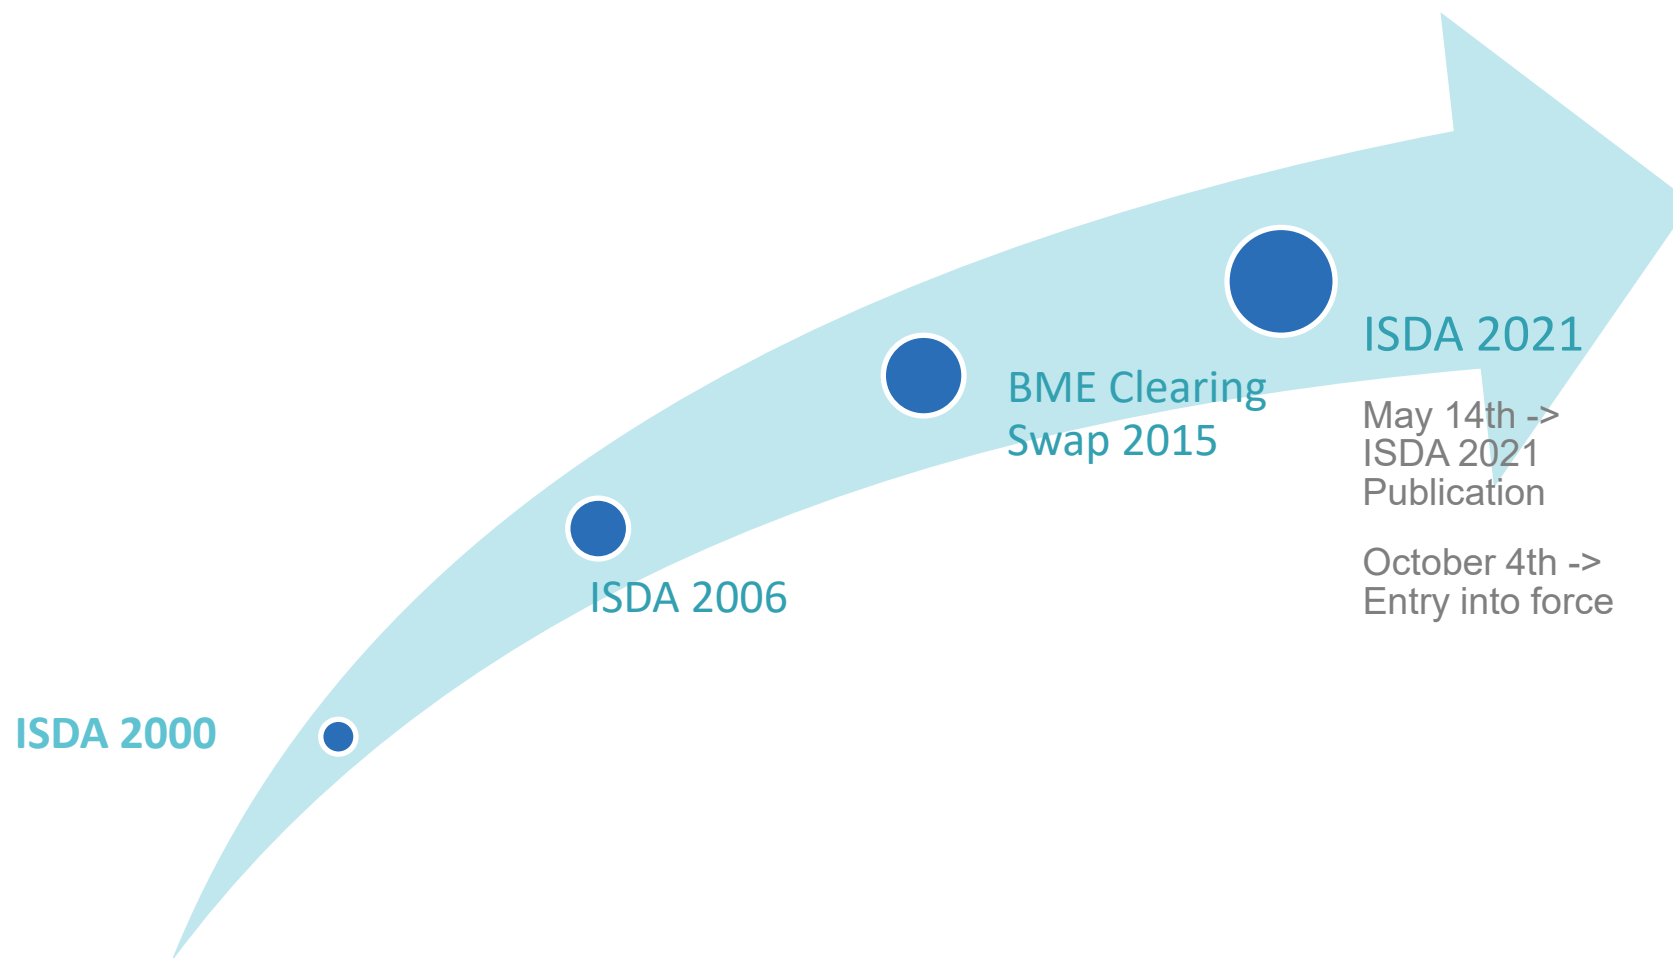 ISDA 2000
ISDA 2006
BME Clearing
Swap 2015
ISDA 2021
May 14th ->
ISDA 2021
Publication
October 4th ->
Entry into force